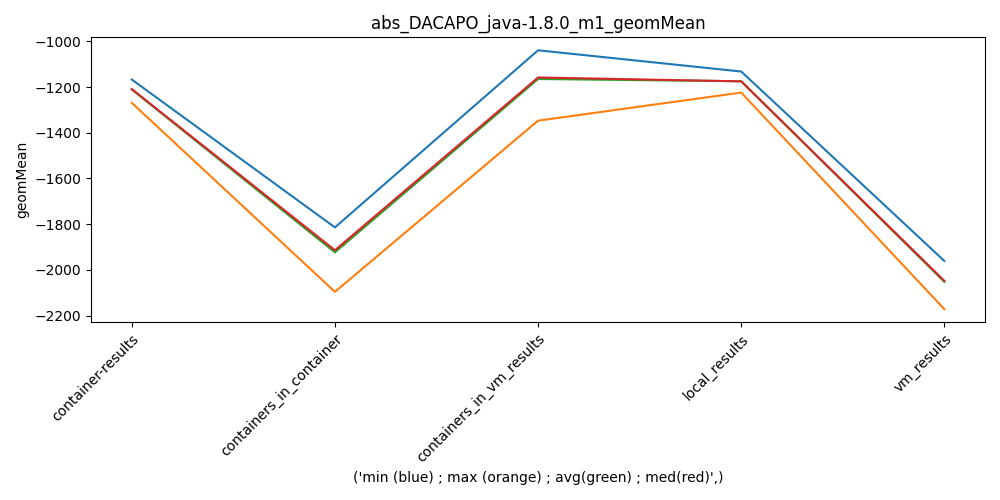 abs_DACAPO_java-1.8.0_m1_geomMean
geomMean
−1000
−1200
−1400
−1600
−1800
−2000
−2200
container-results
containers_in_container
containers_in_vm_results
local_results
vm_results
('min (blue) ; max (orange) ; avg(green) ; med(red)',)